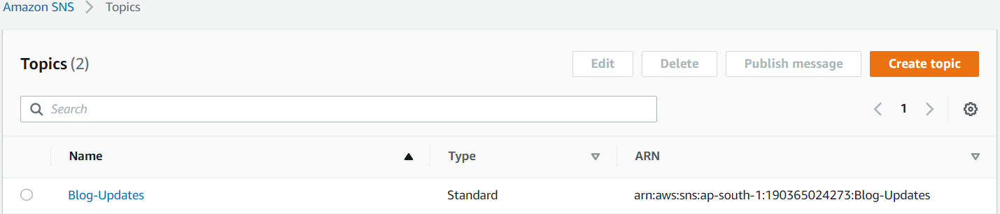 Amazon SNS Topics
Topics (2) Edit Delete Publish message Create topic
Search 1
Name Type ARN
Blog-Updates Standard arn:aws:sns:ap-south-1:190365024273:Blog-Updates